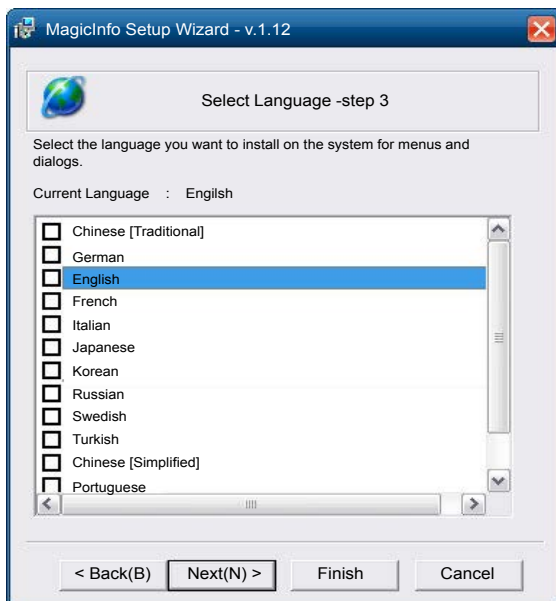 MagicInfo Setup Wizard - v.1.12
Select Language -step 3
Select the language you want to install on the system for menus and
dialogs.
Current Language : Engilsh
Chinese [Traditional]
German
English
French
Italian
Japanese
Korean
Russian
Swedish
Turkish
Chinese [Simplified]
Portuguese
< Back(B) Next(N) > Finish Cancel